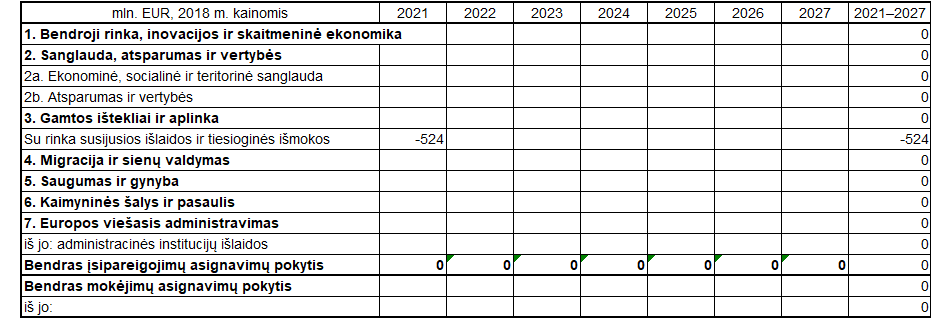 mln. EUR, 2018 m. kainomis 2021 2022 2023 2024 2025 2026 2027 2021–2027
1. Bendroji rinka, inovacijos ir skaitmeninė ekonomika 0
2. Sanglauda, atsparumas ir vertybės 0
2a. Ekonominė, socialinė ir teritorinė sanglauda 0
2b. Atsparumas ir vertybės 0
3. Gamtos ištekliai ir aplinka 0
Su rinka susijusios išlaidos ir tiesioginės išmokos -524 -524
4. Migracija ir sienų valdymas 0
5. Saugumas ir gynyba 0
6. Kaimyninės šalys ir pasaulis 0
7. Europos viešasis administravimas 0
iš jo: administracinės institucijų išlaidos 0
Bendras įsipareigojimų asignavimų pokytis 0 0 0 0 0 0 0 0
Bendras mokėjimų asignavimų pokytis 0
iš jo: 0